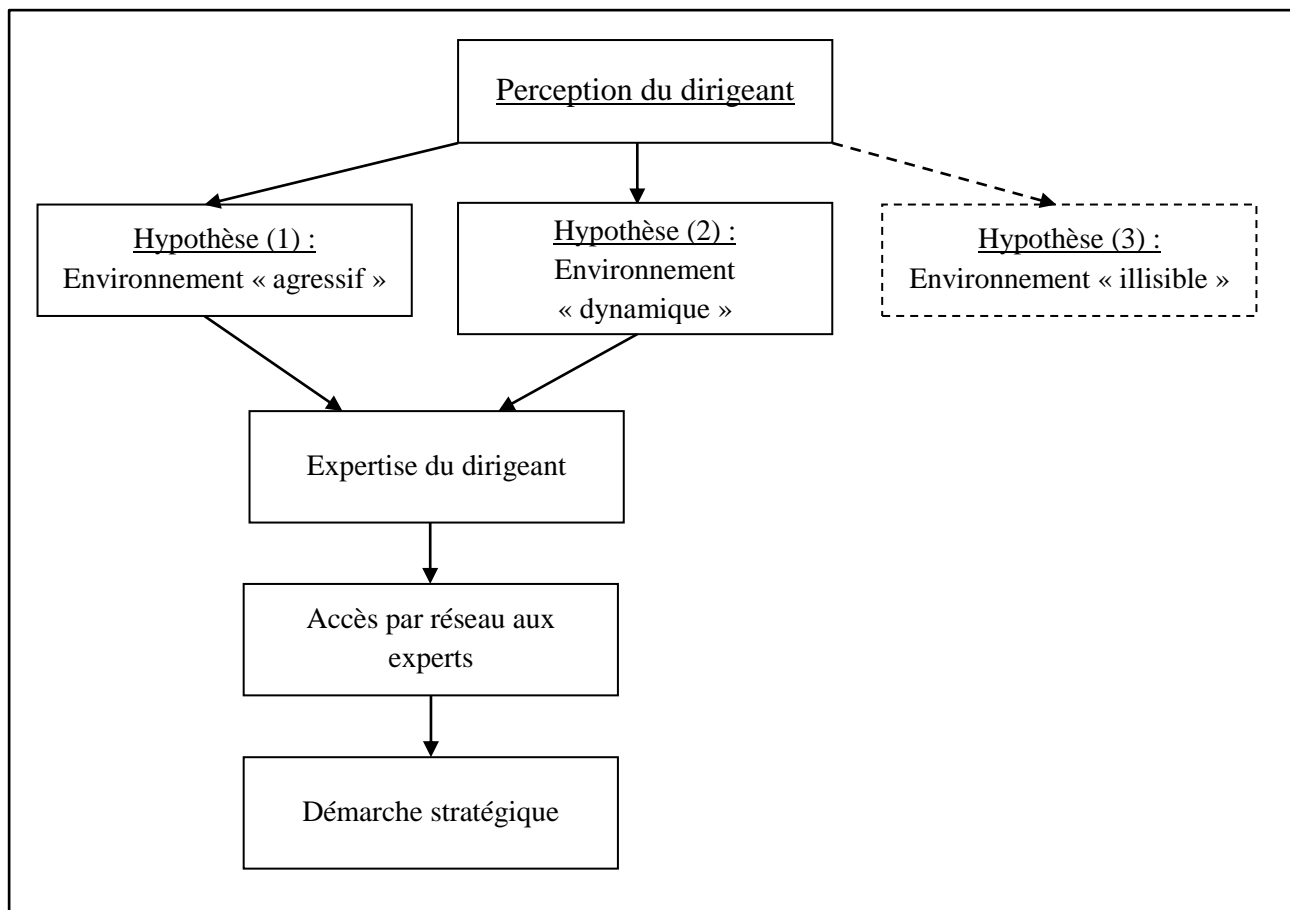 Perception du dirigeant
Hypothèse (1) :
Environnement « agressif »
Hypothèse (2) :
Environnement
« dynamique »
Hypothèse (3) :
Environnement « illisible »
Expertise du dirigeant
Accès par réseau aux
experts
Démarche stratégique